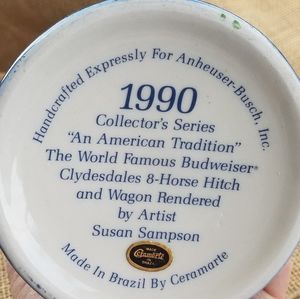 Handcrafted Expressly For Anheuser-Busch, Inc.
1990
Collector's Series
"An American Tradition"
The World Famous Budweiser®
Clydesdales 8-Horse Hitch
and Wagon Rendered
by Artist
Susan Sampson
Ceramarte
Made In Brazil By Ceramarte